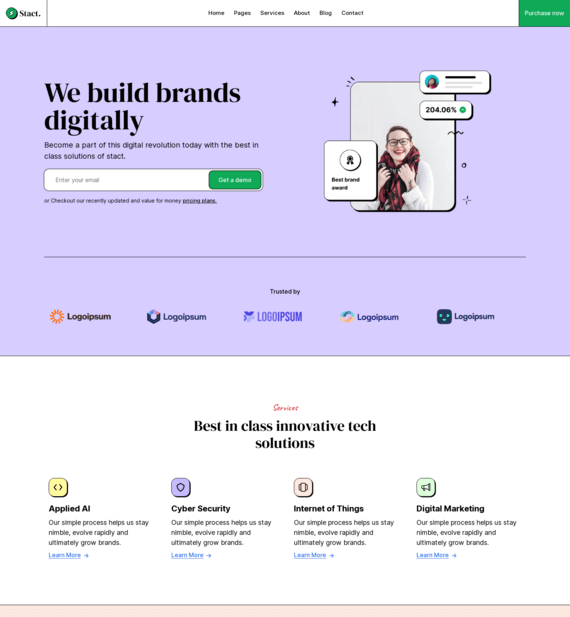 Stact.
Home Pages Services About Blog Contact
Purchase now
We build brands
digitally
Become a part of this digital revolution today with the best in
class solutions of stact.
Enter your email
Get a demo
or Checkout our recently updated and value for money pricing plans.
204.06%
Best brand
award
Trusted by
Logoipsum
Logoipsum
LOGOIPSUM
Logoipsum
Logoipsum
Services
Best in class innovative tech
solutions
Applied AI
Our simple process helps us stay
nimble, evolve rapidly and
ultimately grow brands.
Learn More →
Cyber Security
Our simple process helps us stay
nimble, evolve rapidly and
ultimately grow brands.
Learn More →
Internet of Things
Our simple process helps us stay
nimble, evolve rapidly and
ultimately grow brands.
Learn More →
Digital Marketing
Our simple process helps us stay
nimble, evolve rapidly and
ultimately grow brands.
Learn More →